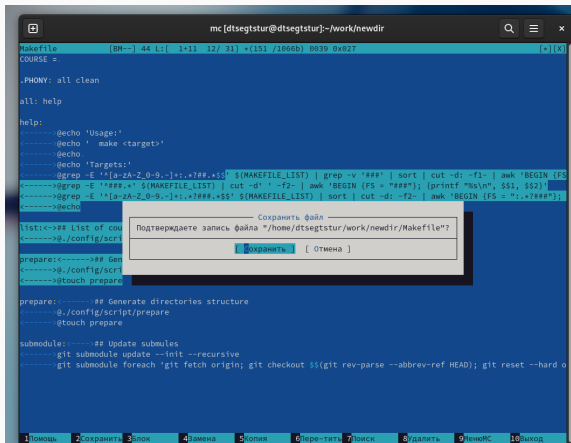 mc [dtsegtstur@dtsegtstur]:~/work/newdir
Makefile [BM--] 44 L:[ 1+11 12/ 31] *(151 /1066b) 0039 0x027 [*][X]
COURSE =.
.PHONY: all clean
all: help
help:
<------>@echo 'Usage:'
<------>@echo ' make <target>'
<------>@echo.
<------>@echo 'Targets:'
<------>@grep -E '^[a-zA-Z_0-9.-]+:.*?##.*$$' $(MAKEFILE_LIST) | grep -v '###' | sort | cut -d: -f1- | awk 'BEGIN {FS
<------>@grep -E '^###.*' $(MAKEFILE_LIST) | cut -d' ' -f2- | awk 'BEGIN {FS = "###"}; {printf "%s\n", $$1, $$2}'
<------>@grep -E '^[a-zA-Z_0-9.-]+:.*?###.*$$' $(MAKEFILE_LIST) | sort | cut -d: -f2- | awk 'BEGIN {FS = ":.*?###"};
<------>@echo
Сохранить файл
list:<-->## List of cou
Подтверждаете запись файла "/home/dtsegtstur/work/newdir/Makefile"?
<------>@./config/scri
[ Сохранить ] [ Отмена ]
prepare:<------>## Gen
<------>@./config/scri
<------>@touch prepare
prepare:<------>## Generate directories structure
<------>@./config/script/prepare
<------>@touch prepare
submodule:<---->## Update submules
<------>git submodule update --init --recursive
<------>git submodule foreach 'git fetch origin; git checkout $$(git rev-parse --abbrev-ref HEAD); git reset --hard o
1Помощь 2Сохранить 3Блок 4Замена 5Копия 6Пере~тить 7Поиск 8Удалить 9МенюMC 10Выход